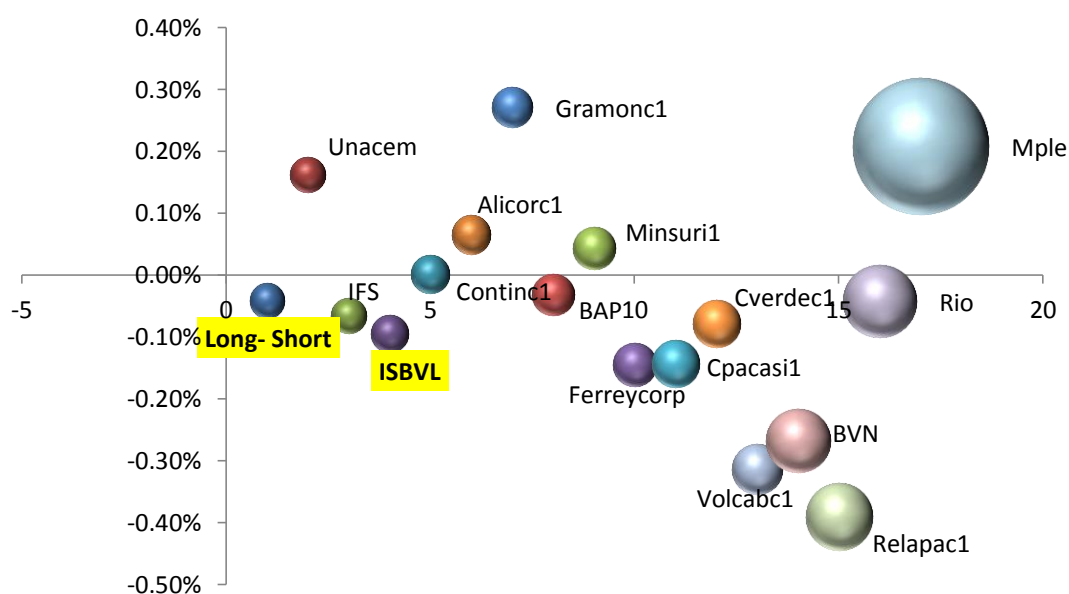 0.40%
0.30%
Gramonc1
0.20%
Unacem
Mple
0.10%
Alicorc1
Minsuri1
0.00%
-5
0
5
10
15
20
IFS
Continc1
BAP
Cverdec1
Rio
-0.10%
Long- Short
ISBVL
Cpacasi1
-0.20%
Ferreycorp
BVN
-0.30%
Volcabc1
-0.40%
Relapac1
-0.50%